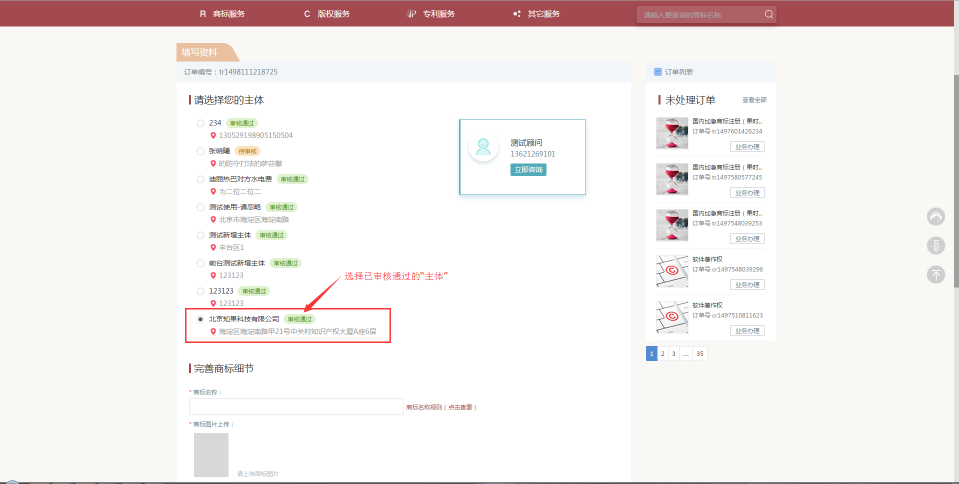 R 商标服务
C 版权服务
iP 专利服务
其它服务
请输入要查询的商标名称
填写资料
订单编号：tr1498111218725
请选择您的主体
234 审核通过
130529198905150504
张晓曦 待审核
的防守打法的萨芬撒
迪丽热巴对方水电费 审核通过
为二位二位二
测试使用-请忽略 审核通过
北京市海淀区海淀南路
测试新增主体 审核通过
丰台区1
前台测试新增主体 审核通过
123123
123123 审核通过
123123
北京知果科技有限公司 审核通过
海淀区海淀南路甲21号中关村知识产权大厦A座6层
选择已审核通过的“主体”
测试顾问
13621269101
立即咨询
完善商标细节
* 商标名称：
商标名称规则（点击查看）
* 商标图片上传：
需上传商标图片
订单列表
未处理订单
查看全部
国内加急商标注册（果时...
订单号 tr1497601426234
业务办理
国内加急商标注册（果时...
订单号 tr1497580577245
业务办理
国内加急商标注册（果时...
订单号 tr1497548039253
业务办理
软件著作权
订单号 cr1497548039296
业务办理
软件著作权
订单号 cr1497510811623
业务办理
1 2 3 ... 35